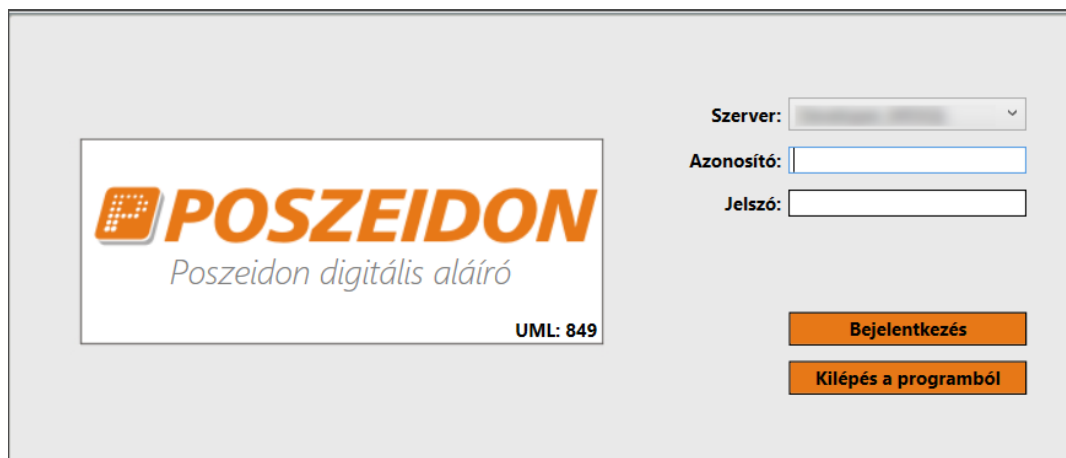 Szerver:
Azonosító:
Jelszó:
POSZEIDON
Poszeidon digitális aláíró
UML: 849
Bejelentkezés
Kilépés a programból